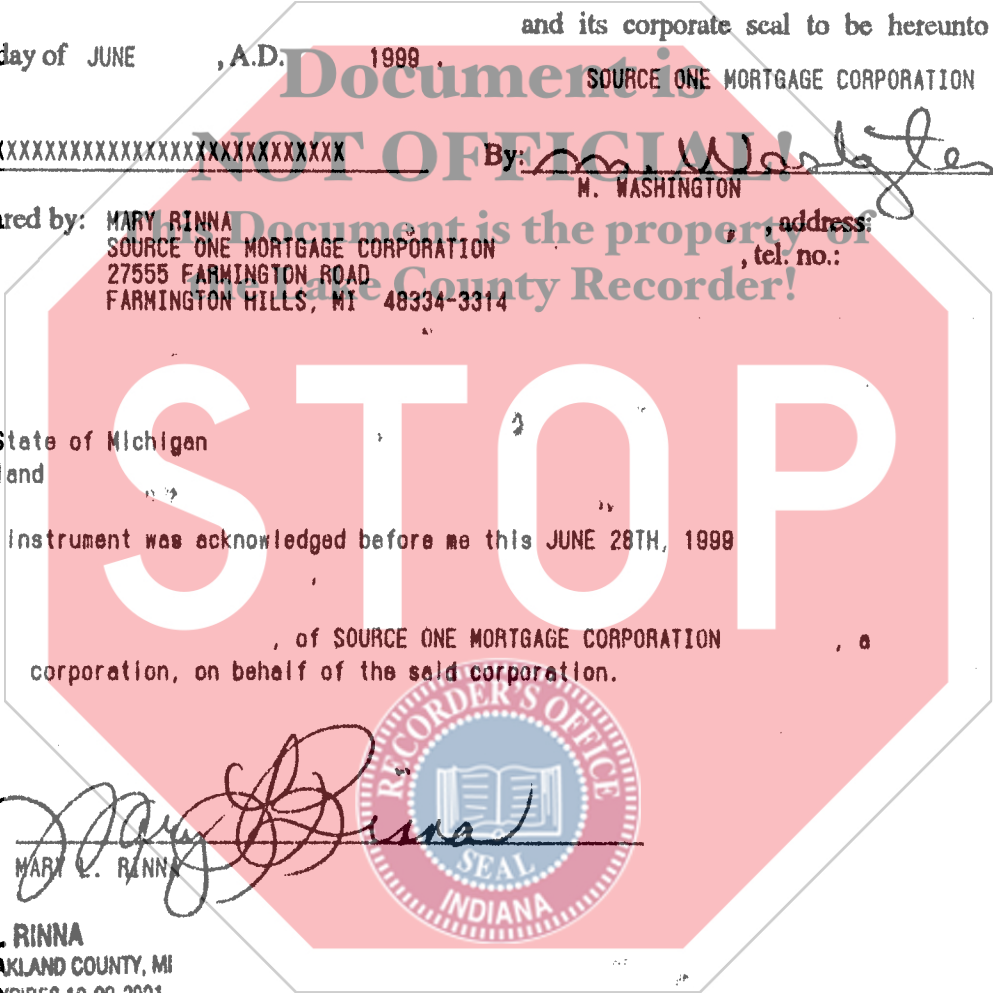 and its corporate seal to be hereunto
day of JUNE , A.D. 1999 .
SOURCE ONE MORTGAGE CORPORATION
Document is
NOT OFFICIAL!
This Document is the property of
the Lake County Recorder!
XXXXXXXXXXXXXXXXXXXXXXXXXXX By: M. Washington
M. WASHINGTON
ared by: MARY RINNA , address:
SOURCE ONE MORTGAGE CORPORATION , tel. no.:
27555 FARMINGTON ROAD
FARMINGTON HILLS, MI 48334-3314
STOP
State of Michigan
land
instrument was acknowledged before me this JUNE 28TH, 1999
, of SOURCE ONE MORTGAGE CORPORATION , a
corporation, on behalf of the said corporation.
RECORDER'S OFFICE
SEAL
INDIANA
Mary L Rinna
MARY L. RINNA
. RINNA
AKLAND COUNTY, MI